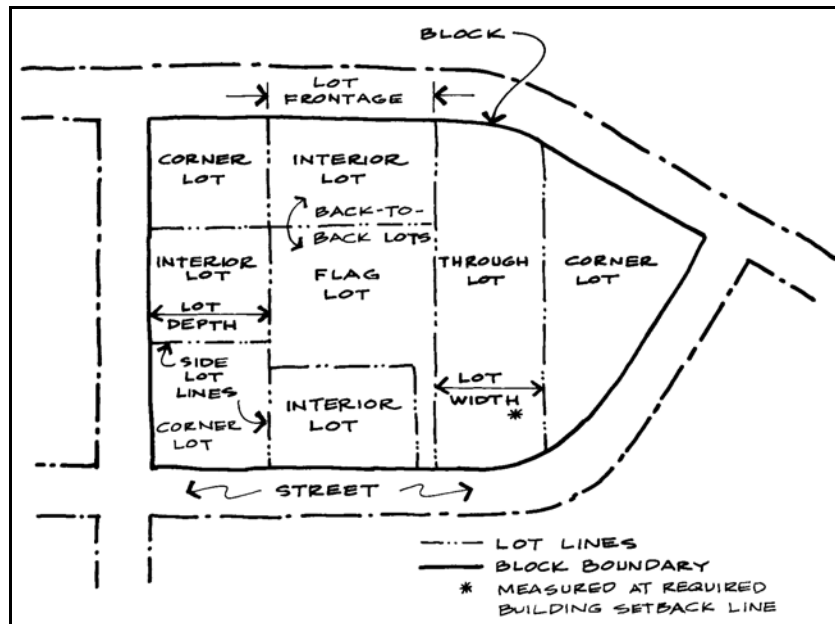 BLOCK
LOT
FRONTAGE
CORNER
LOT
INTERIOR
LOT
BACK-TO-
BACK LOTS
INTERIOR
LOT
FLAG
LOT
THROUGH
LOT
CORNER
LOT
LOT
DEPTH
SIDE
LOT
LINES
LOT
WIDTH
*
CORNER
LOT
INTERIOR
LOT
STREET
LOT LINES
BLOCK BOUNDARY
* MEASURED AT REQUIRED
BUILDING SETBACK LINE